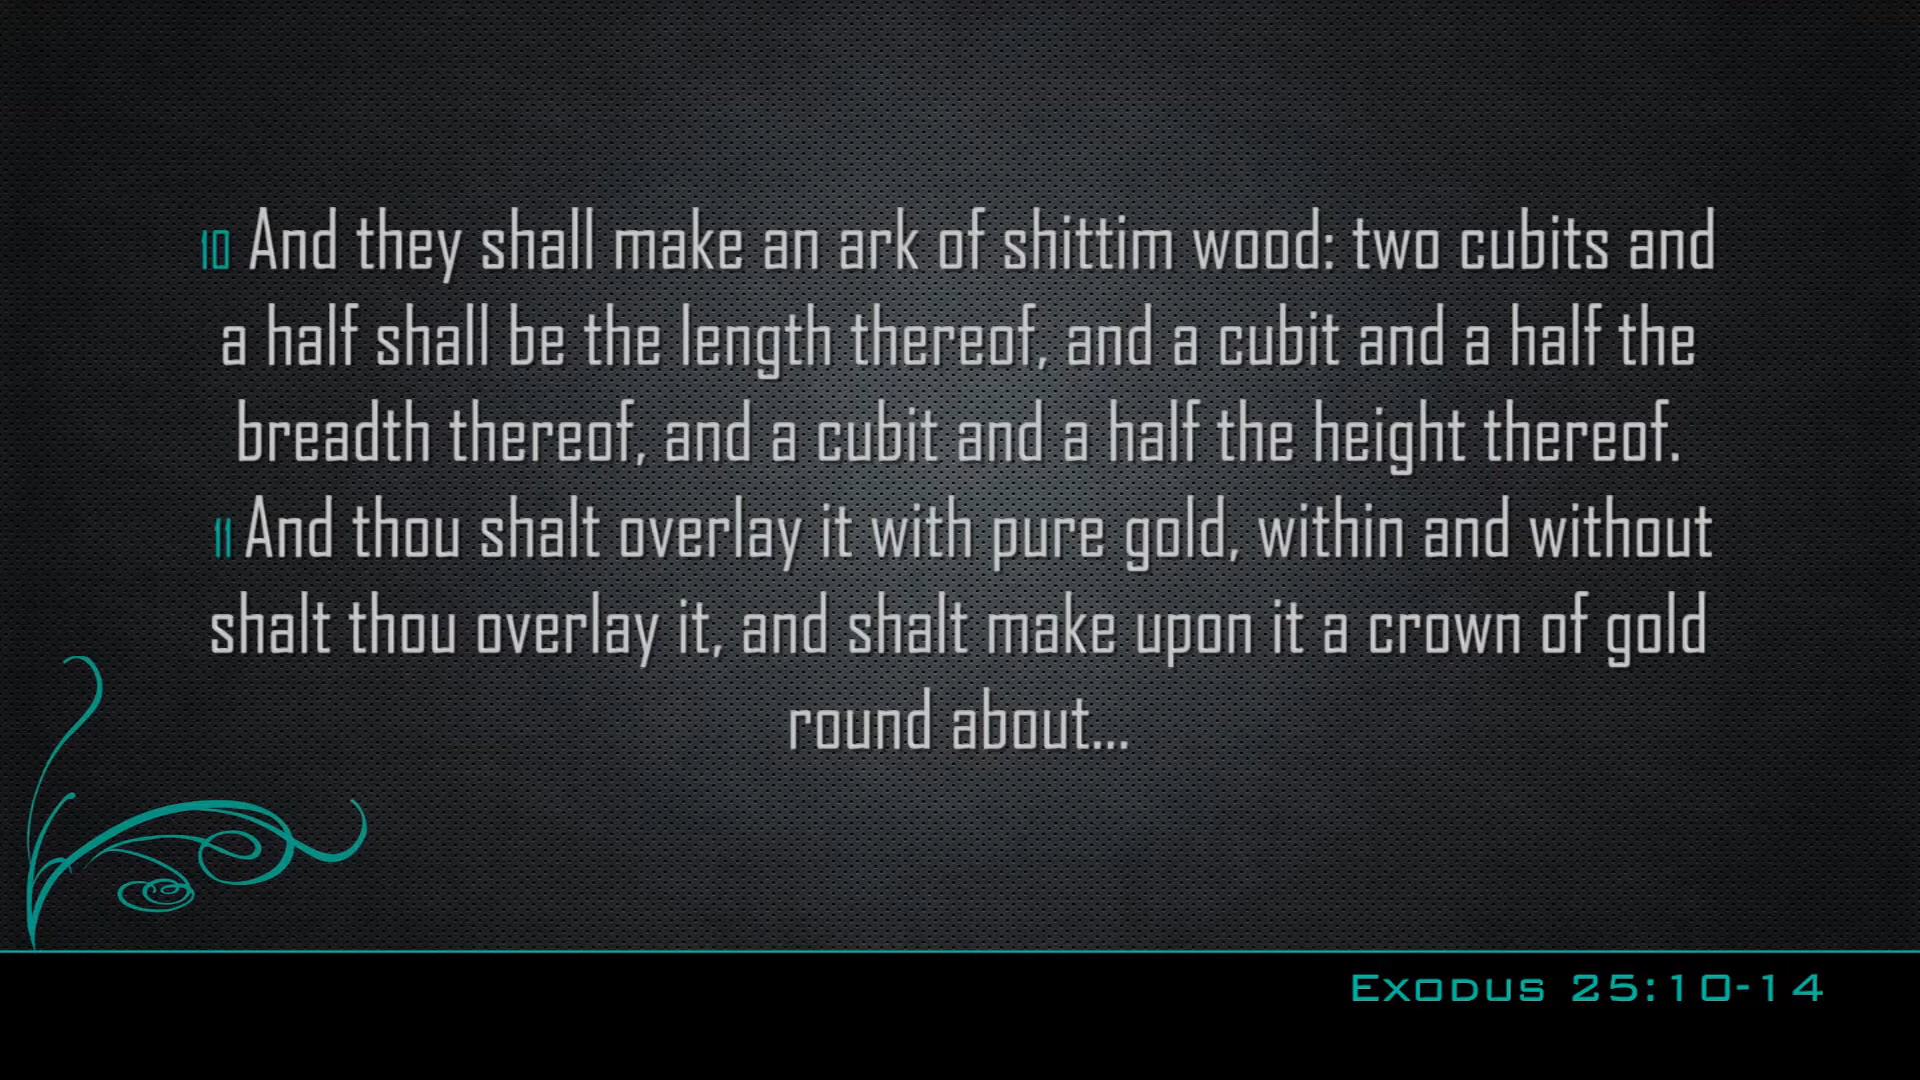 10 And they shall make an ark of shittim wood: two cubits and
a half shall be the length thereof, and a cubit and a half the
breadth thereof, and a cubit and a half the height thereof.
11 And thou shalt overlay it with pure gold, within and without
shalt thou overlay it, and shalt make upon it a crown of gold
round about...
Exodus 25:10-14